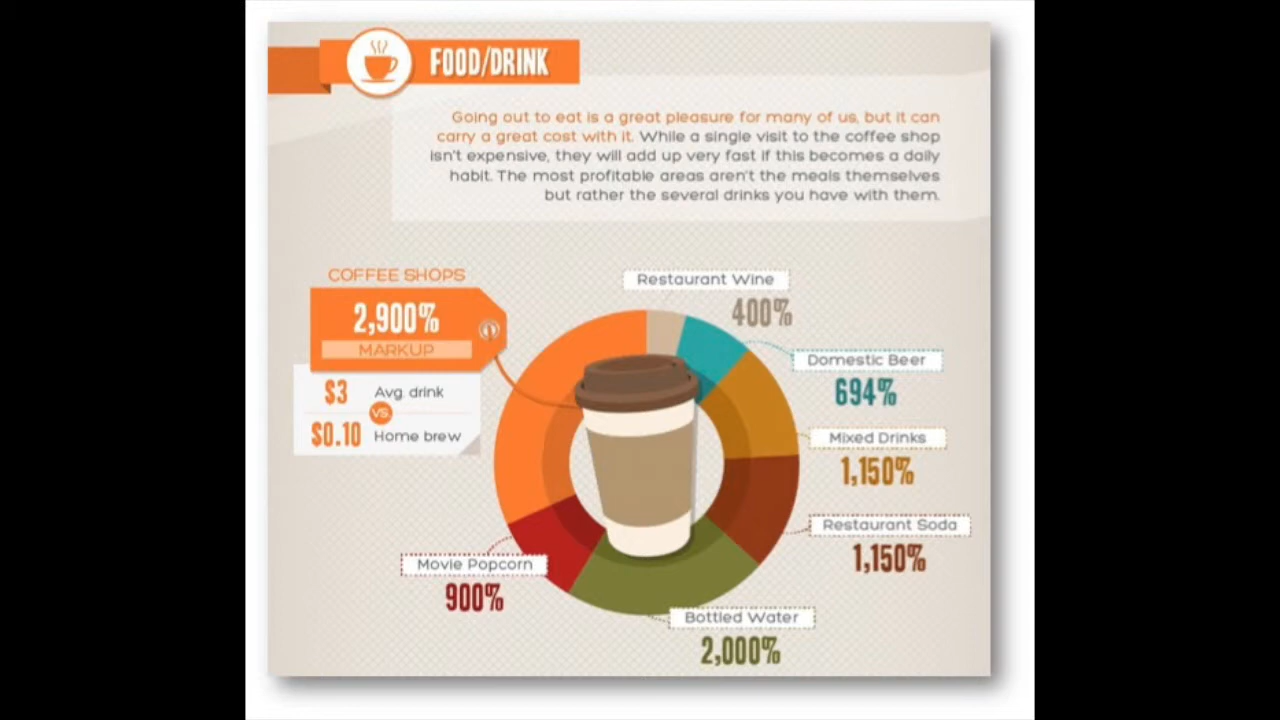 FOOD/DRINK
Going out to eat is a great pleasure for many of us, but it can
carry a great cost with it. While a single visit to the coffee shop
isn't expensive, they will add up very fast if this becomes a daily
habit. The most profitable areas aren't the meals themselves
but rather the several drinks you have with them.
COFFEE SHOPS
2,900%
MARKUP
$3 Avg. drink
VS.
$0.10 Home brew
Restaurant Wine
400%
Domestic Beer
694%
Mixed Drinks
1,150%
Restaurant Soda
1,150%
Bottled Water
2,000%
Movie Popcorn
900%